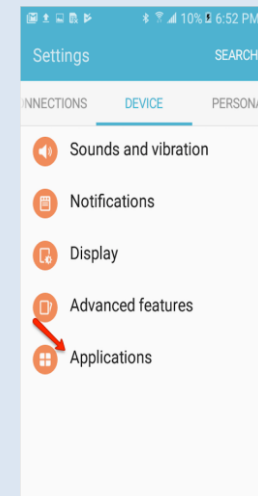 10% 6:52 PM
Settings SEARCH
NNECTIONS DEVICE PERSONA
Sounds and vibration
Notifications
Display
Advanced features
Applications